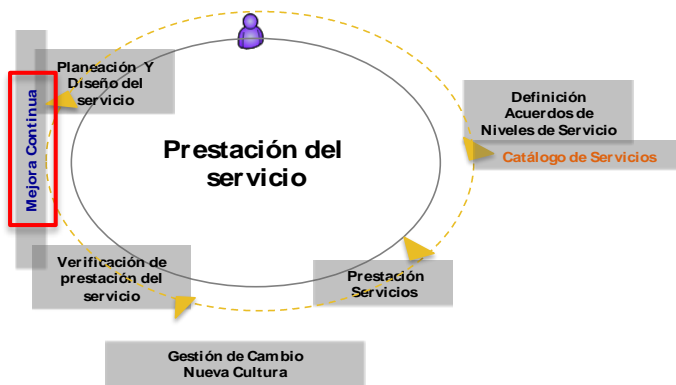 Planeación Y
Diseño del
servicio
Mejora Continua
Definición
Acuerdos de
Niveles de Servicio
Catálogo de Servicios
Prestación del
servicio
Verificación de
prestación del
servicio
Prestación
Servicios
Gestión de Cambio
Nueva Cultura